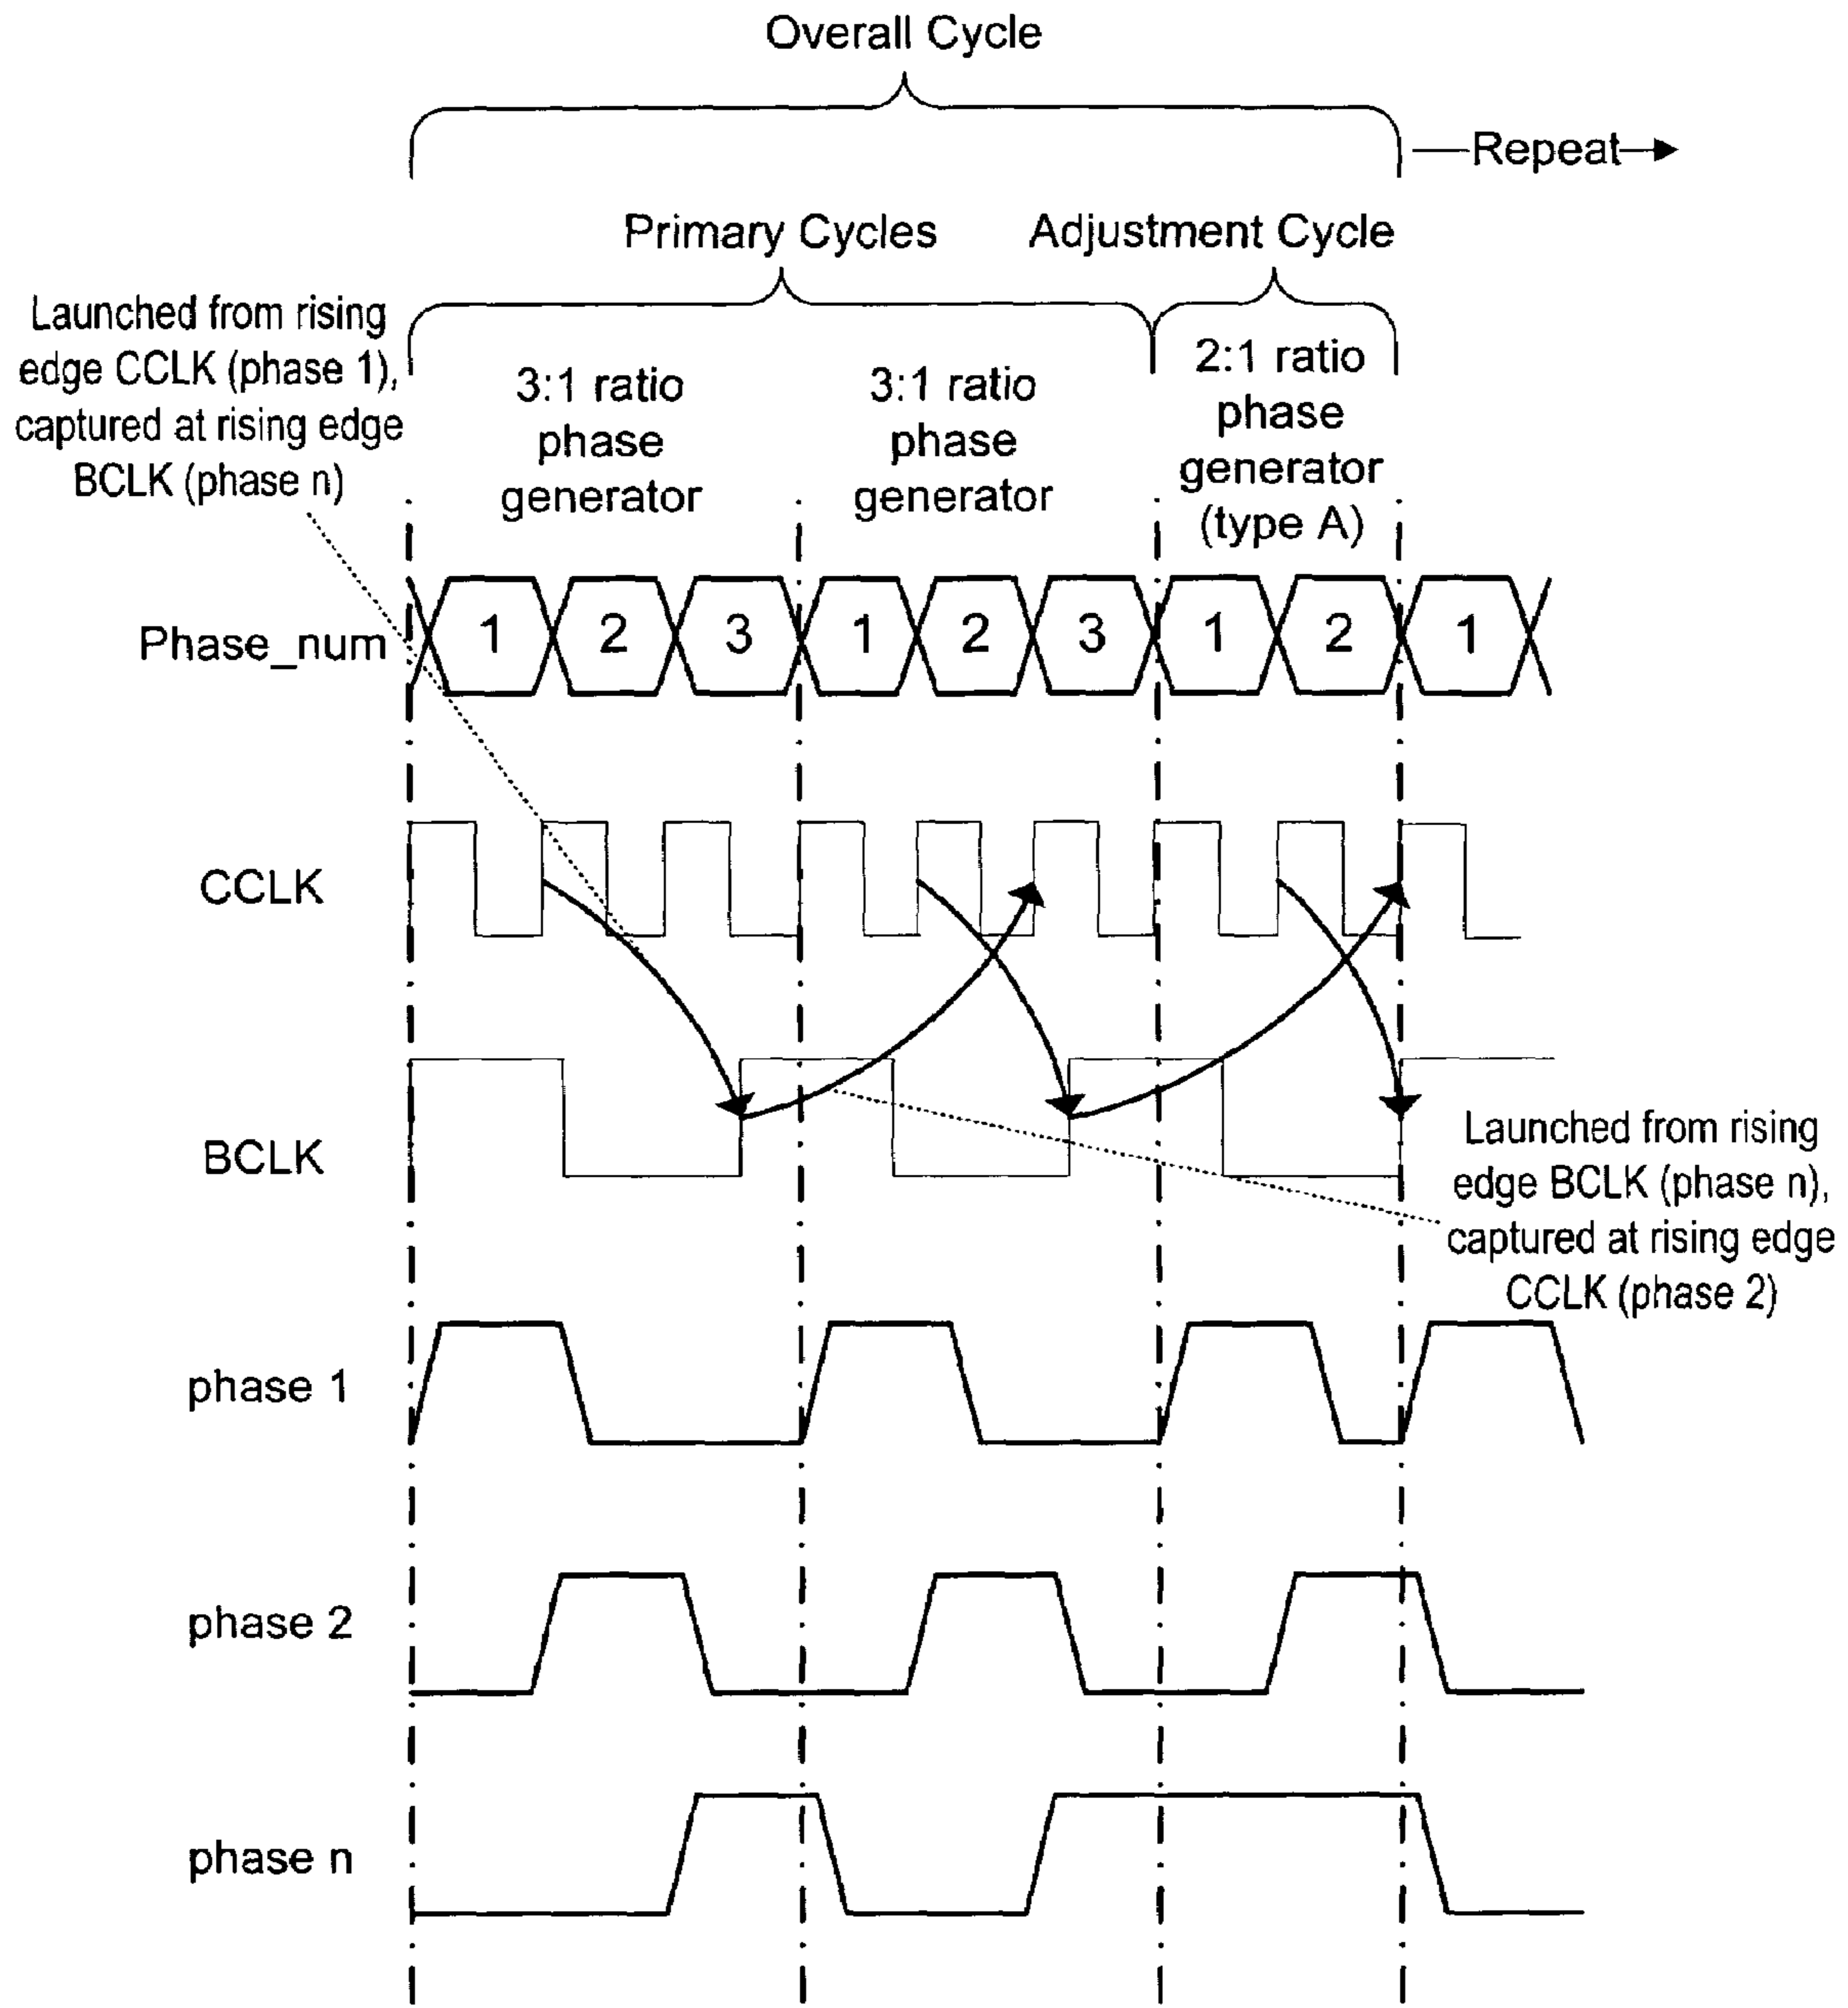 Overall Cycle
Repeat
Primary Cycles
Adjustment Cycle
Launched from rising
edge CCLK (phase 1),
captured at rising edge
BCLK (phase n)
3:1 ratio
phase
generator
3:1 ratio
phase
generator
2:1 ratio
phase
generator
(type A)
Phase_num 1 2 3 1 2 3 1 2 1
CCLK
BCLK
Launched from rising
edge BCLK (phase n),
captured at rising edge
CCLK (phase 2)
phase 1
phase 2
phase n